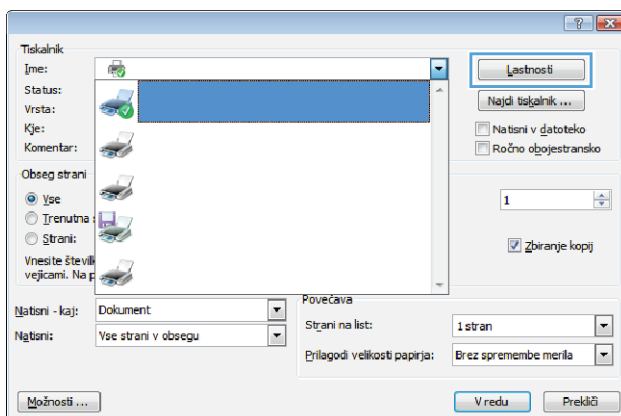 Tiskalnik
Ime:
Lastnosti
Status:
Najdi tiskalnik ...
Vrsta:
Kje:
Natisni v datoteko
Komentar:
Ročno obojestransko
Obseg strani
Vse
1
Trenutna
Strani:
Zbiranje kopij
Vnesite števil
vejicami. Na p
Natisni - kaj: Dokument
Natisni: Vse strani v obsegu
Povečava
Strani na list: 1 stran
Prilagodi velikosti papirja: Brez spremembe merila
Možnosti ...
V redu
Prekliči